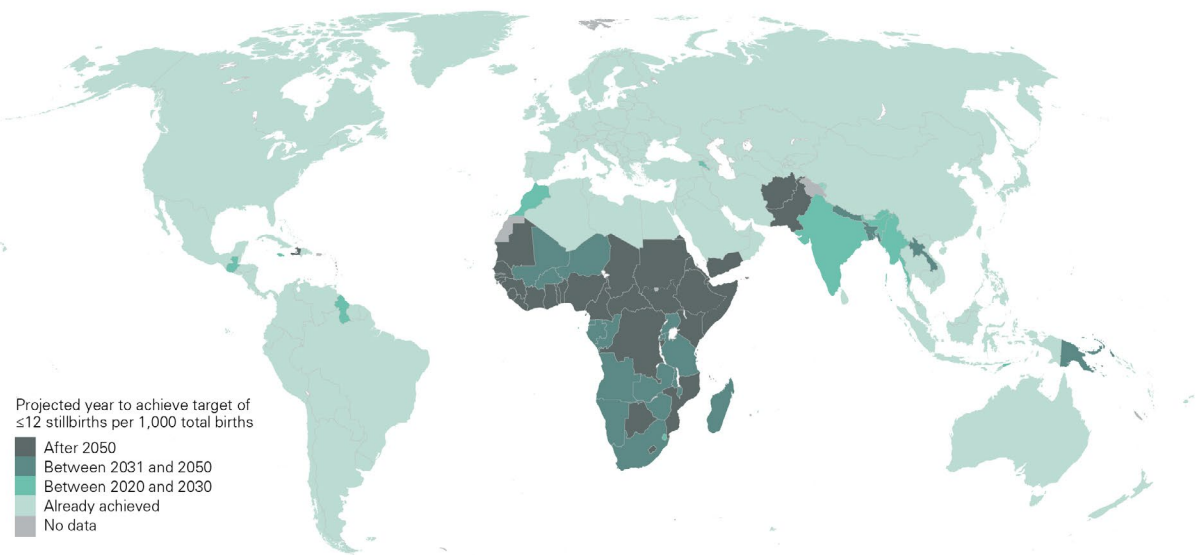 Projected year to achieve target of
≤12 stillbirths per 1,000 total births
After 2050
Between 2031 and 2050
Between 2020 and 2030
Already achieved
No data